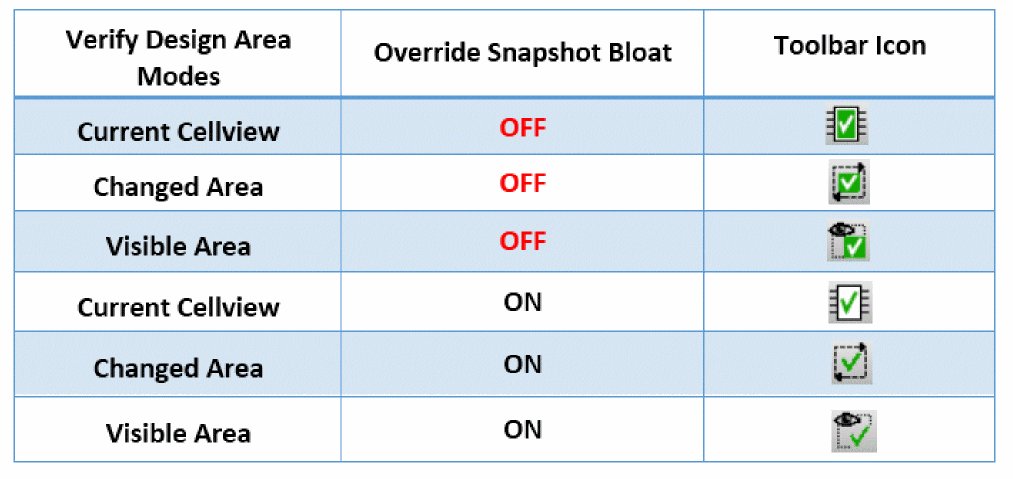 Verify Design Area
Modes
Override Snapshot Bloat
Toolbar Icon
Current Cellview
OFF
Changed Area
OFF
Visible Area
OFF
Current Cellview
ON
Changed Area
ON
Visible Area
ON